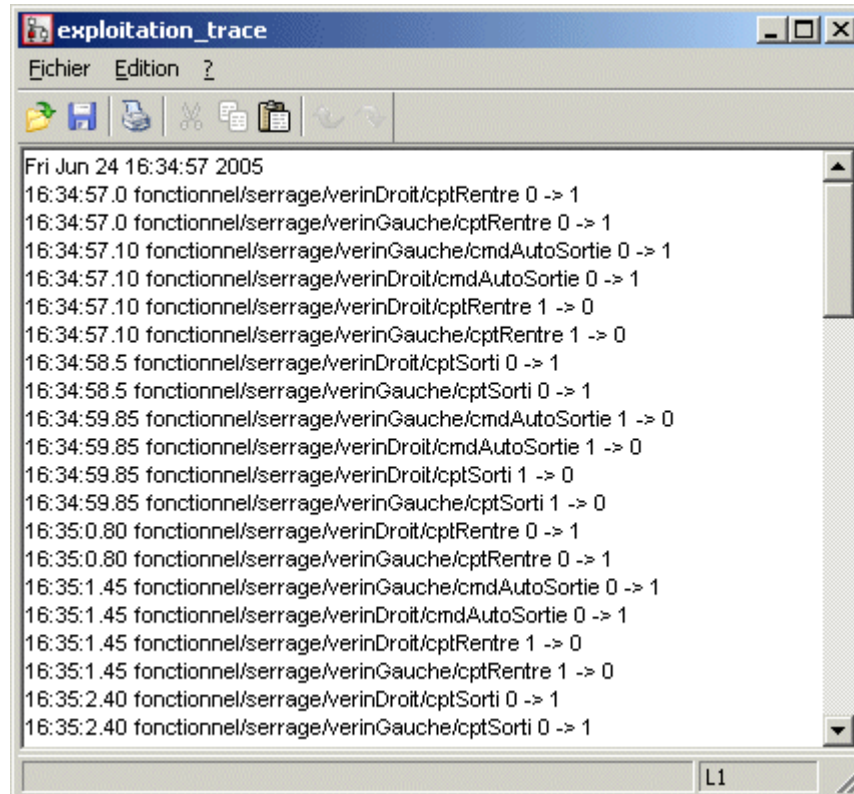 exploitation_trace
Fichier Edition ?
Fri Jun 24 16:34:57 2005
16:34:57.0 fonctionnel/serrage/verinDroit/cptRentre 0 -> 1
16:34:57.0 fonctionnel/serrage/verinGauche/cptRentre 0 -> 1
16:34:57.10 fonctionnel/serrage/verinGauche/cmdAutoSortie 0 -> 1
16:34:57.10 fonctionnel/serrage/verinDroit/cmdAutoSortie 0 -> 1
16:34:57.10 fonctionnel/serrage/verinDroit/cptRentre 1 -> 0
16:34:57.10 fonctionnel/serrage/verinGauche/cptRentre 1 -> 0
16:34:58.5 fonctionnel/serrage/verinDroit/cptSorti 0 -> 1
16:34:58.5 fonctionnel/serrage/verinGauche/cptSorti 0 -> 1
16:34:59.85 fonctionnel/serrage/verinGauche/cmdAutoSortie 1 -> 0
16:34:59.85 fonctionnel/serrage/verinDroit/cmdAutoSortie 1 -> 0
16:34:59.85 fonctionnel/serrage/verinDroit/cptSorti 1 -> 0
16:34:59.85 fonctionnel/serrage/verinGauche/cptSorti 1 -> 0
16:35:0.80 fonctionnel/serrage/verinDroit/cptRentre 0 -> 1
16:35:0.80 fonctionnel/serrage/verinGauche/cptRentre 0 -> 1
16:35:1.45 fonctionnel/serrage/verinGauche/cmdAutoSortie 0 -> 1
16:35:1.45 fonctionnel/serrage/verinDroit/cmdAutoSortie 0 -> 1
16:35:1.45 fonctionnel/serrage/verinDroit/cptRentre 1 -> 0
16:35:1.45 fonctionnel/serrage/verinGauche/cptRentre 1 -> 0
16:35:2.40 fonctionnel/serrage/verinDroit/cptSorti 0 -> 1
16:35:2.40 fonctionnel/serrage/verinGauche/cptSorti 0 -> 1
L1